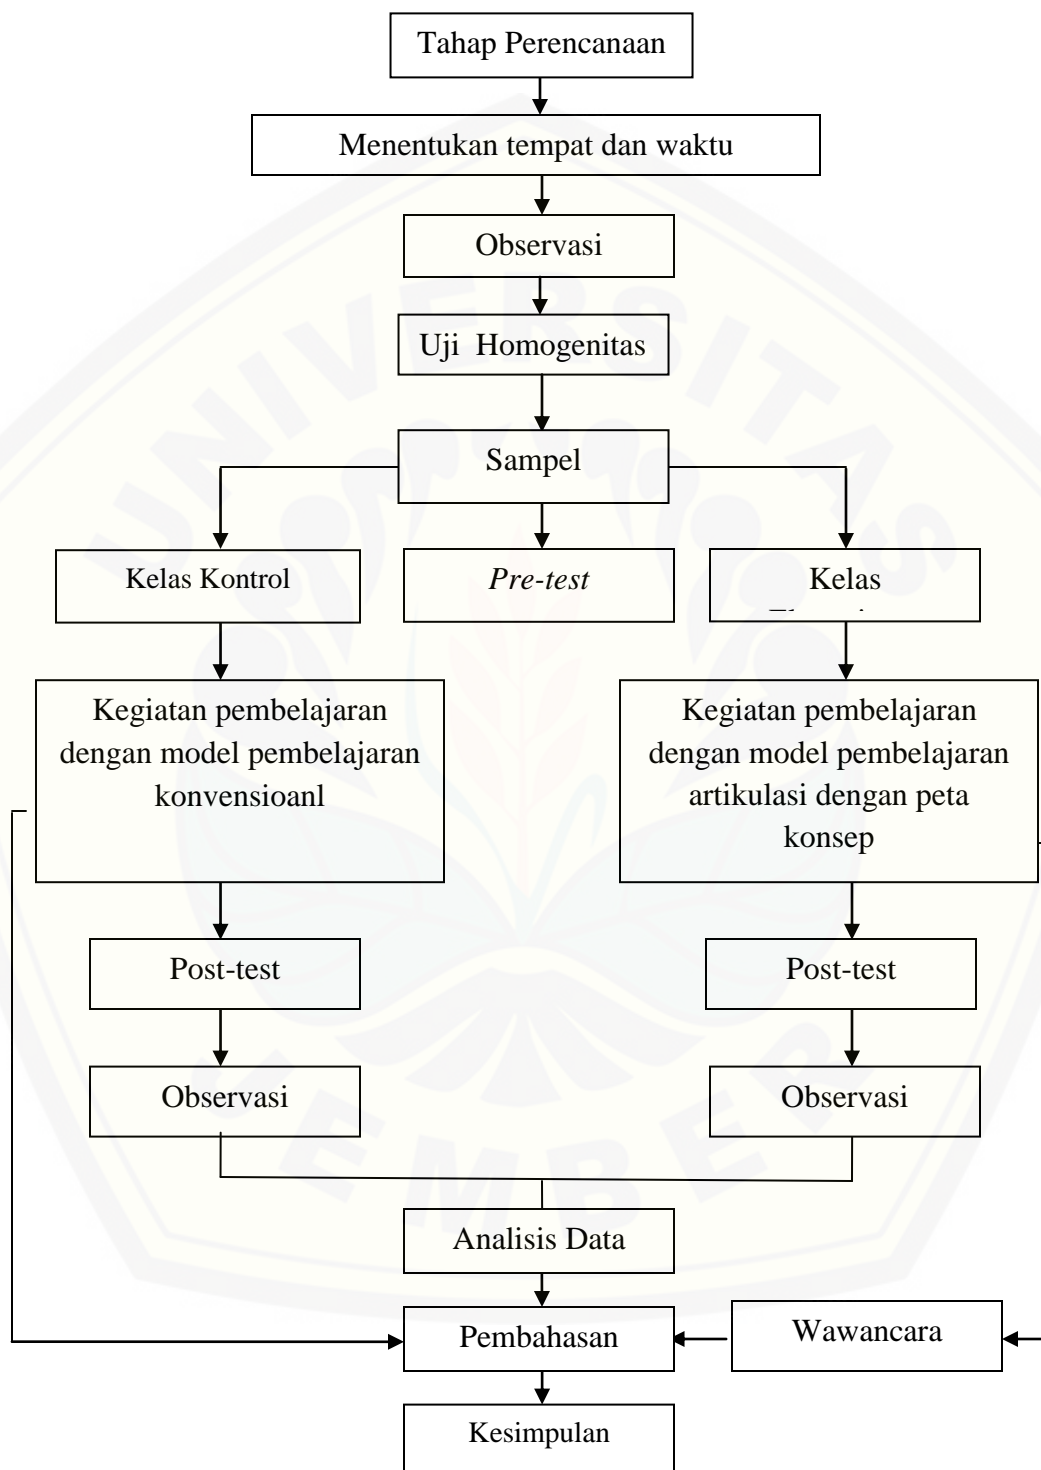 Tahap Perencanaan
Menentukan tempat dan waktu
Observasi
Uji Homogenitas
Sampel
Kelas Kontrol
Pre-test
Kelas
Kegiatan pembelajaran
dengan model pembelajaran
konvensioanl
Kegiatan pembelajaran
dengan model pembelajaran
artikulasi dengan peta
konsep
Post-test
Post-test
Observasi
Observasi
Analisis Data
Pembahasan
Wawancara
Kesimpulan
UNIVERSITAS
JEMBER